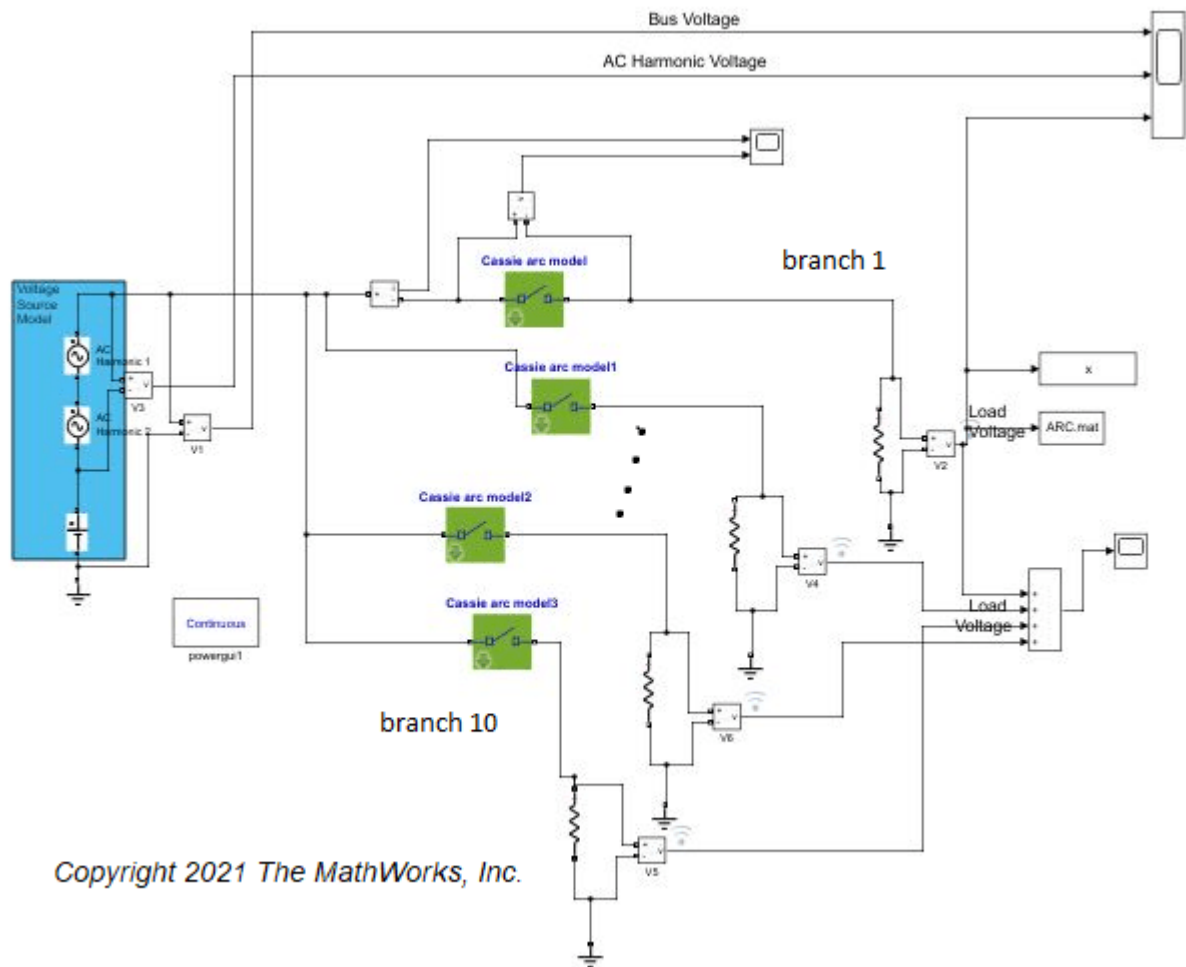 Bus Voltage
AC Harmonic Voltage
branch 1
Cassie arc model
Voltage
Source
Model
AC
Harmonic 1
V3
AC
Harmonic 2
V1
Cassie arc model1
x
Load
Voltage
ARC.mat
V2
Cassie arc model2
V4
Cassie arc model3
Load
Voltage
Continuous
powergui1
branch 10
V6
V5
Copyright 2021 The MathWorks, Inc.